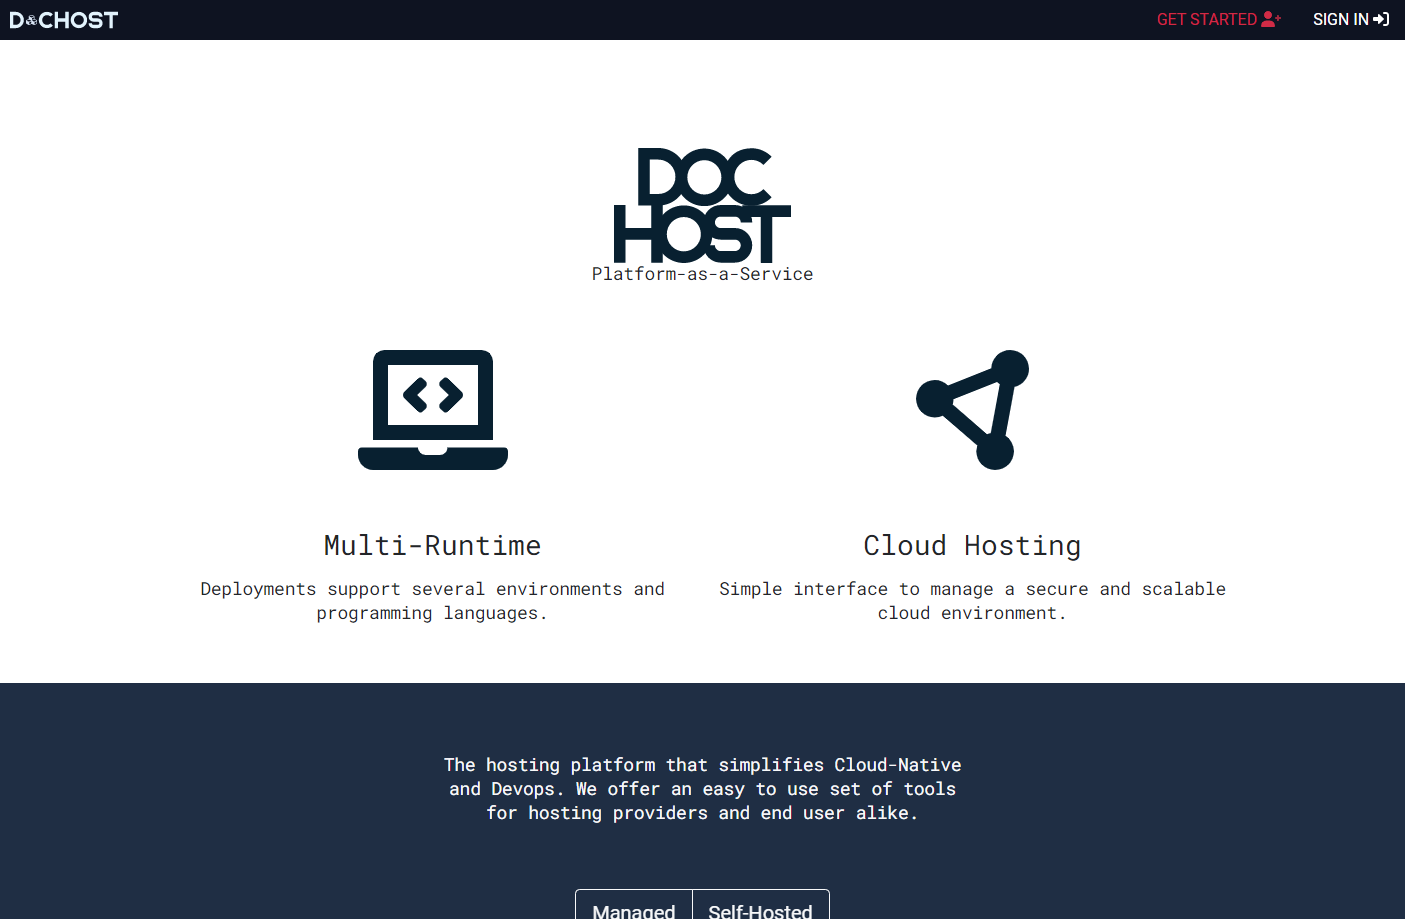 DOCHOST
GET STARTED
SIGN IN
DOC
HOST
Platform-as-a-Service
Multi-Runtime
Deployments support several environments and
programming languages.
Cloud Hosting
Simple interface to manage a secure and scalable
cloud environment.
The hosting platform that simplifies Cloud-Native
and Devops. We offer an easy to use set of tools
for hosting providers and end user alike.
Managed
Self-Hosted